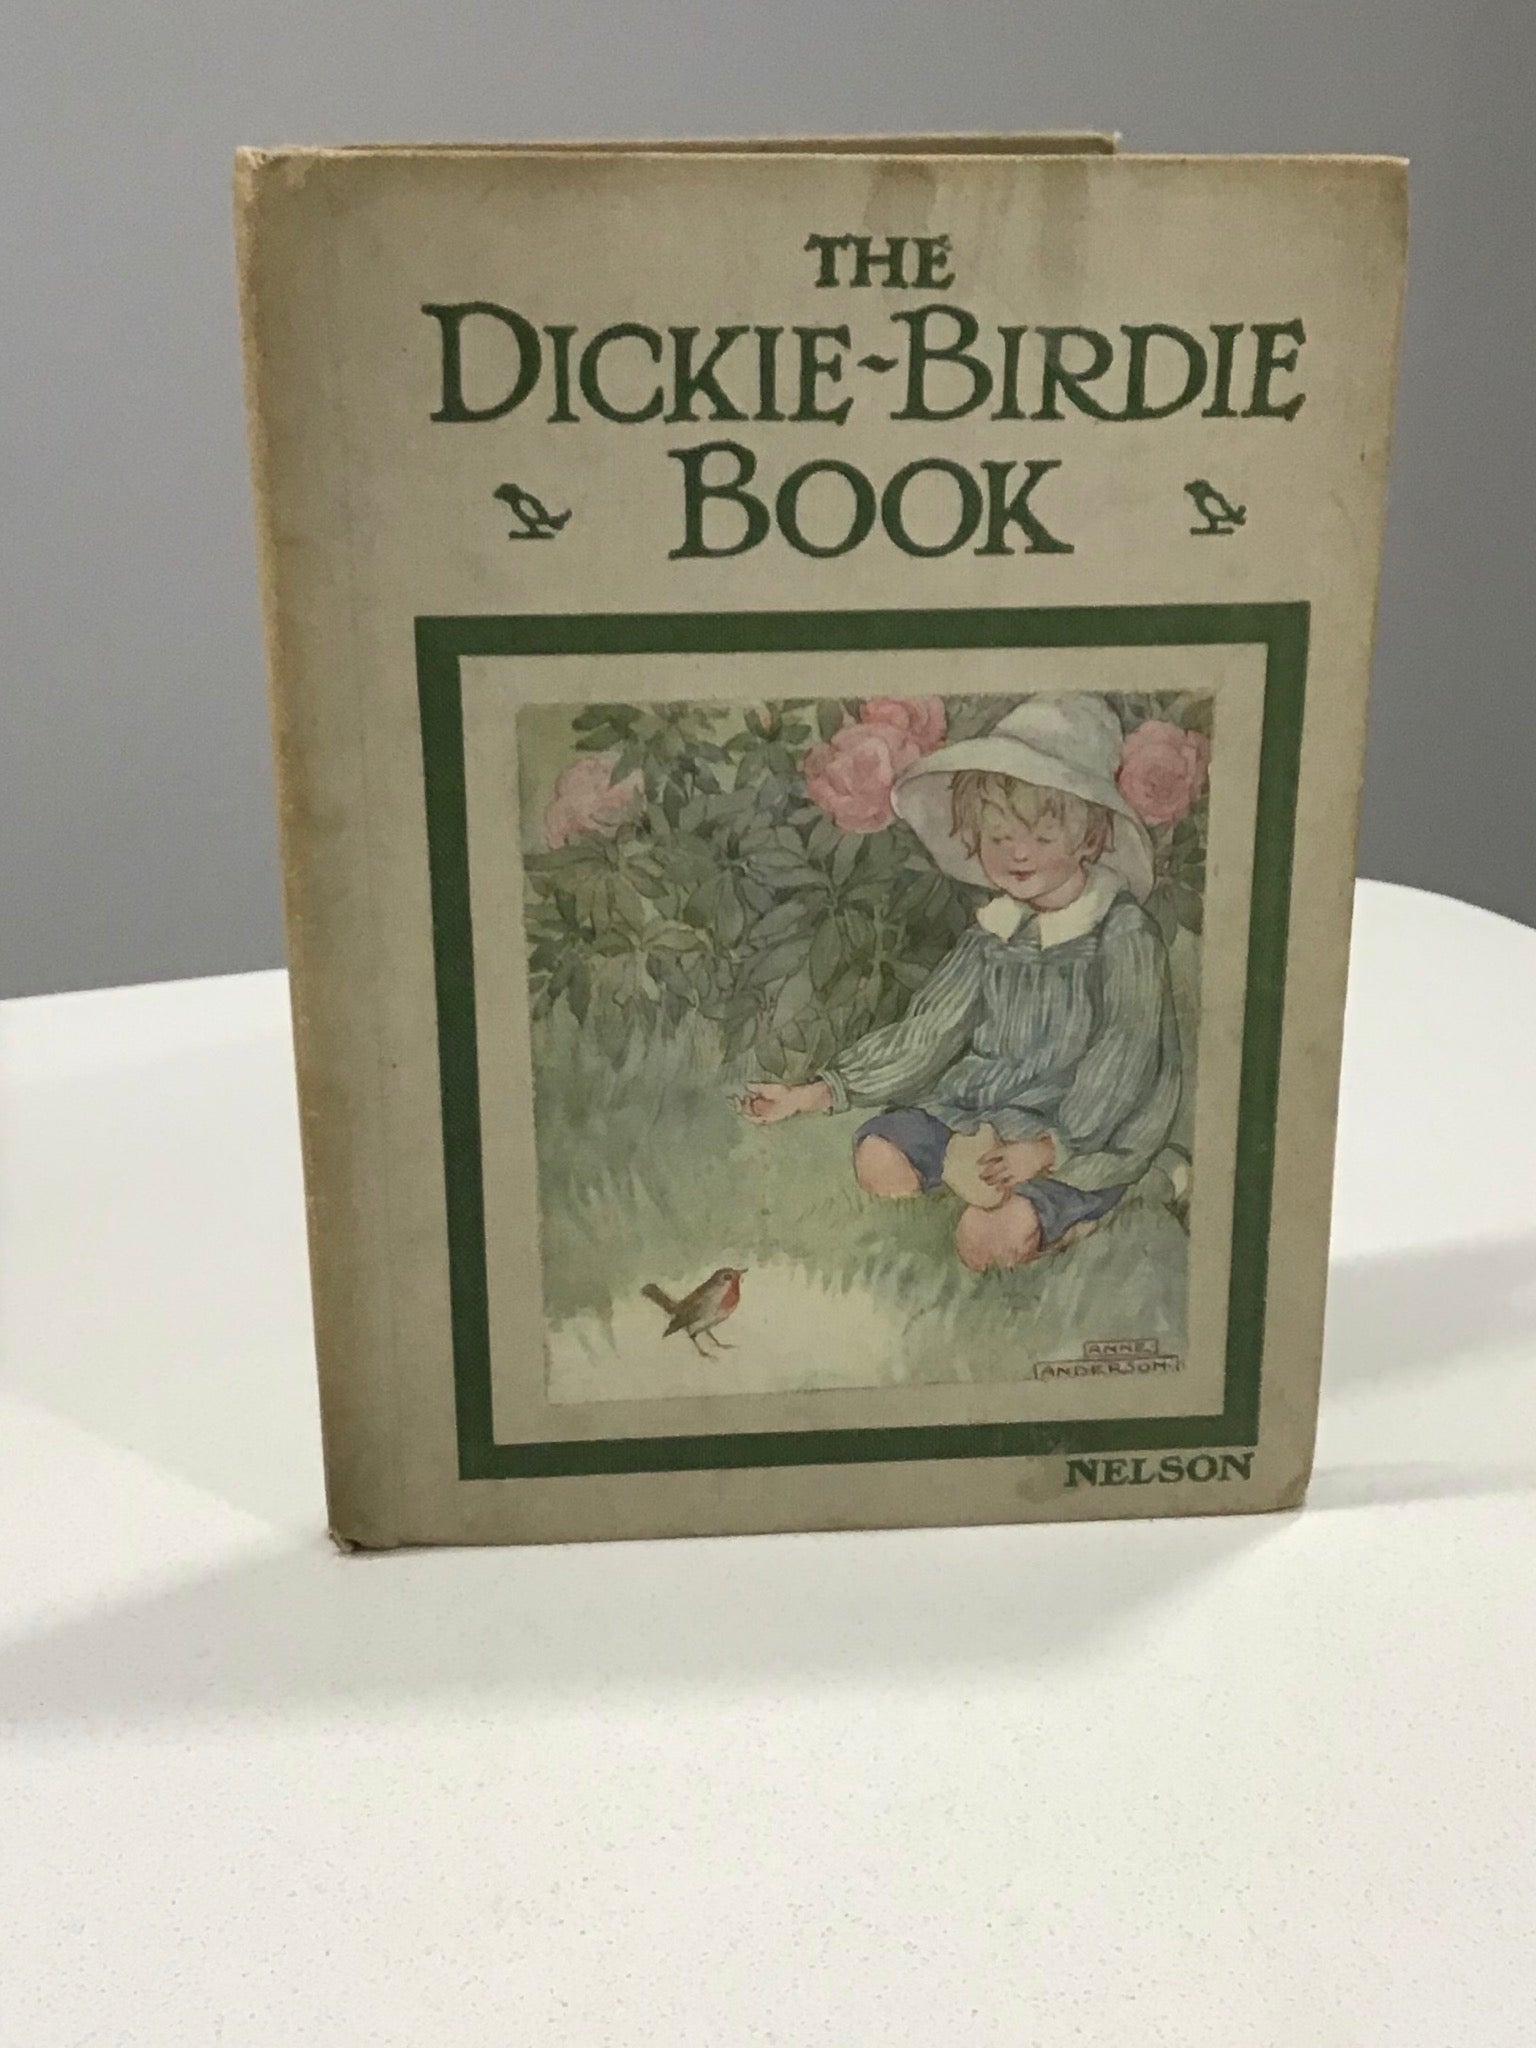 THE
DICKIE-BIRDIE
BOOK
ANNE
ANDERSON
NELSON